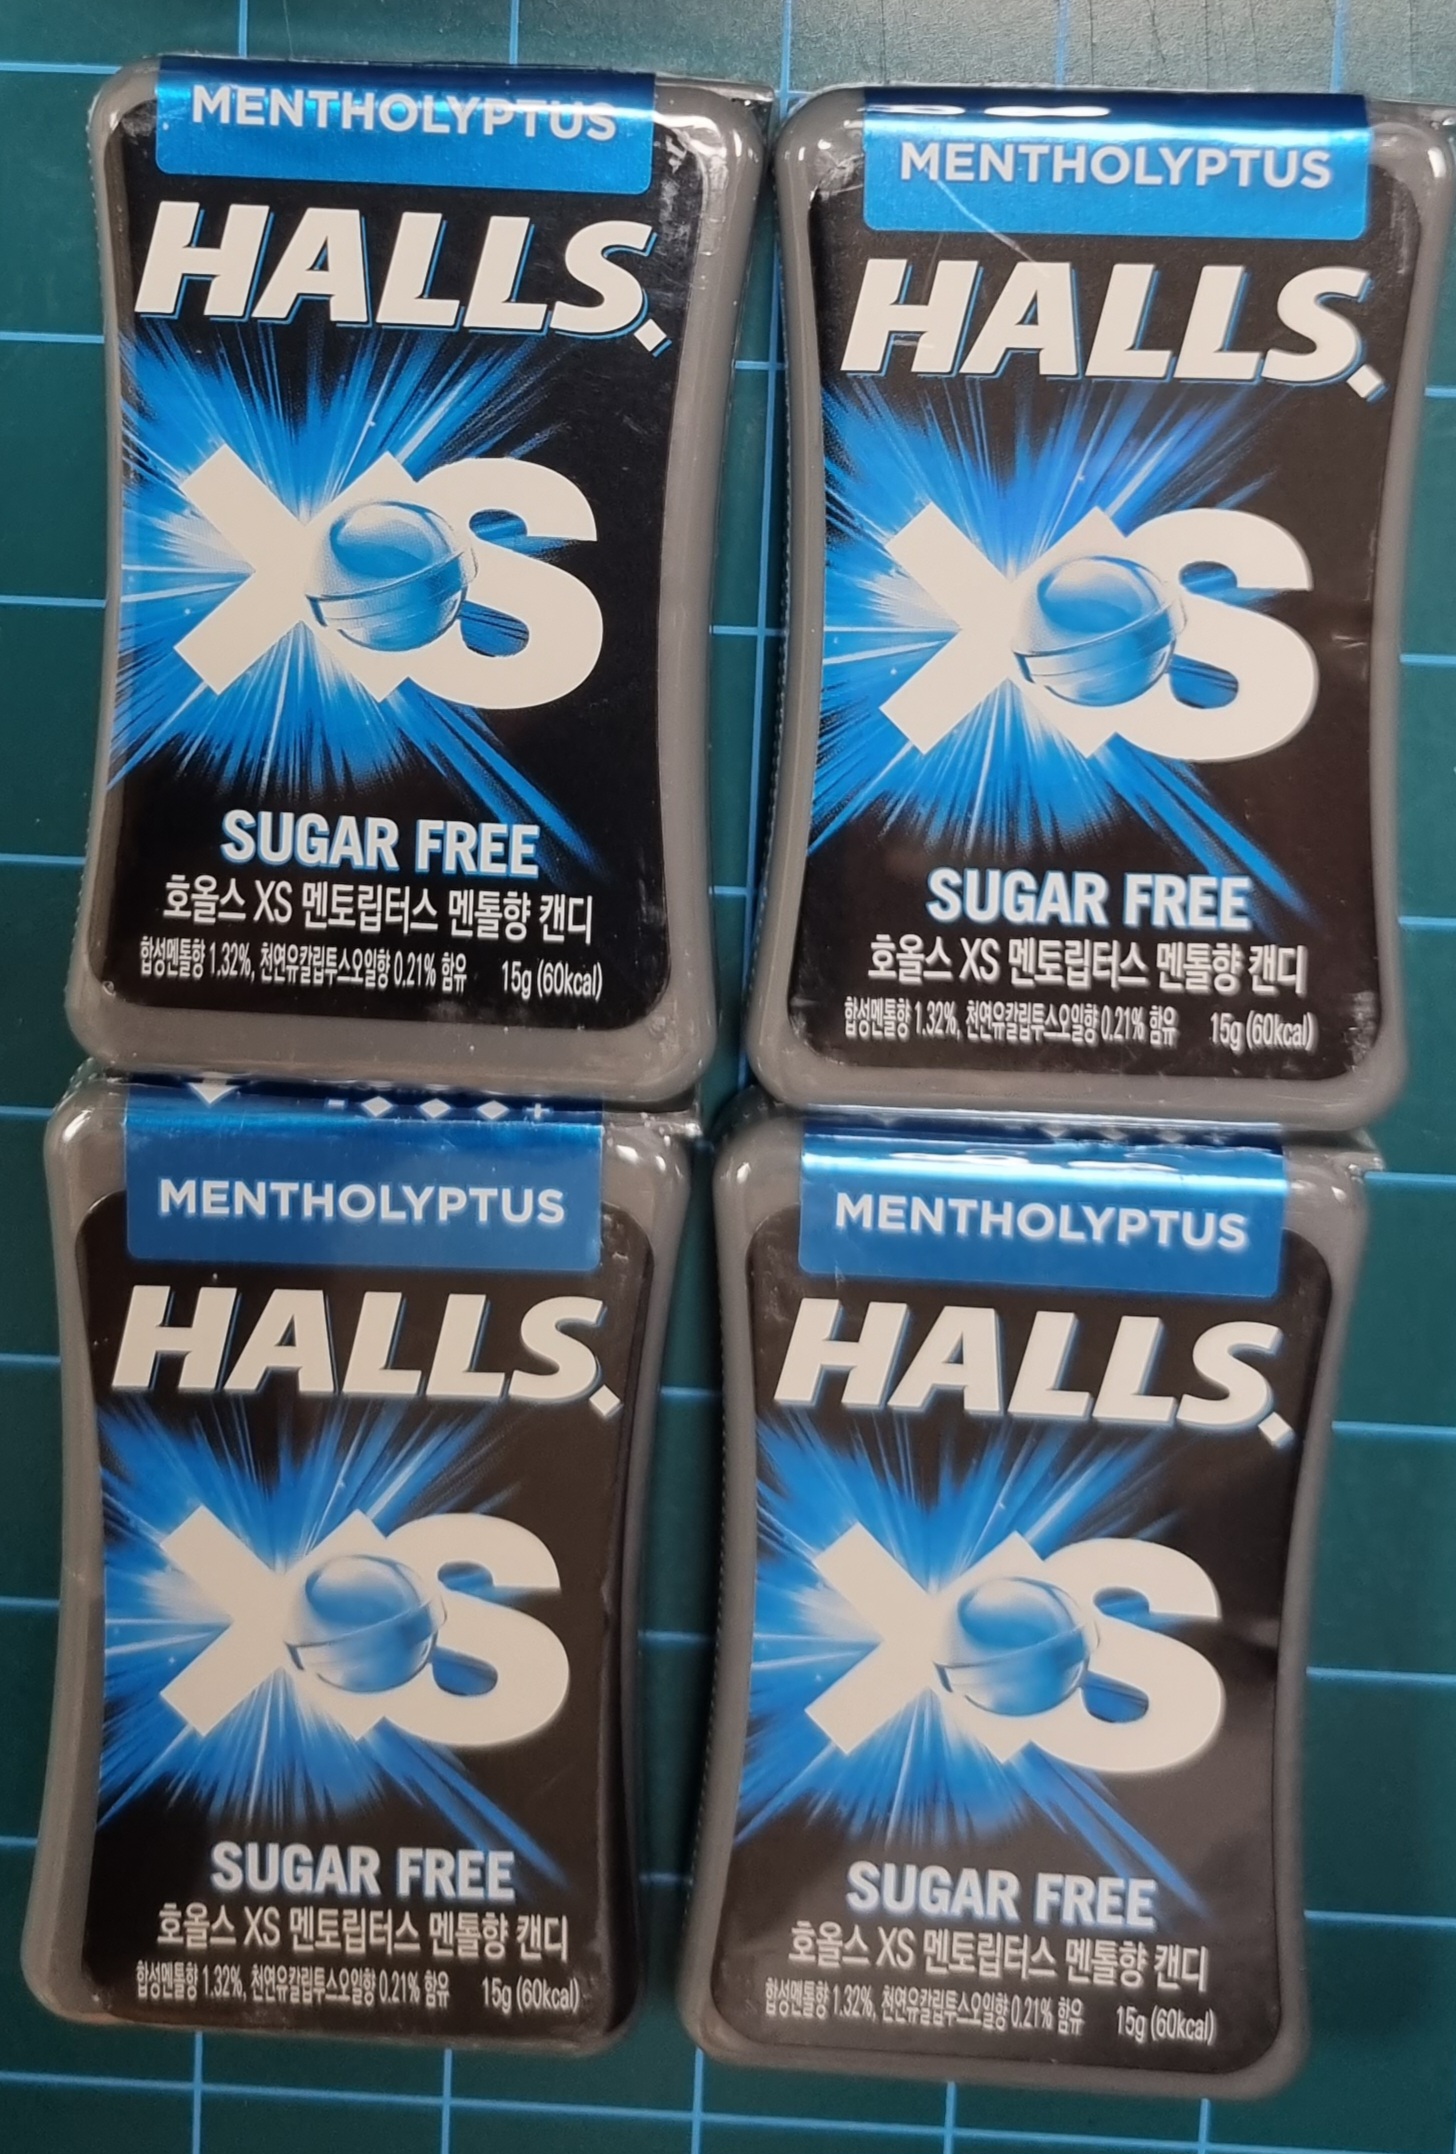 MENTHOLYPTUS
HALLS
XS
SUGAR FREE
호올스 XS 멘토립터스 멘톨향 캔디
합성멘톨향 1.32%, 천연유칼립투스오일향 0.21% 함유 15g (60kcal)
MENTHOLYPTUS
HALLS
XS
SUGAR FREE
호올스 XS 멘토립터스 멘톨향 캔디
합성멘톨향 1.32%, 천연유칼립투스오일향 0.21% 함유 15g (60kcal)
MENTHOLYPTUS
HALLS
XS
SUGAR FREE
호올스 XS 멘토립터스 멘톨향 캔디
합성멘톨향 1.32%, 천연유칼립투스오일향 0.21% 함유 15g (60kcal)
MENTHOLYPTUS
HALLS
XS
SUGAR FREE
호올스 XS 멘토립터스 멘톨향 캔디
합성멘톨향 1.32%, 천연유칼립투스오일향 0.21% 함유 15g (60kcal)